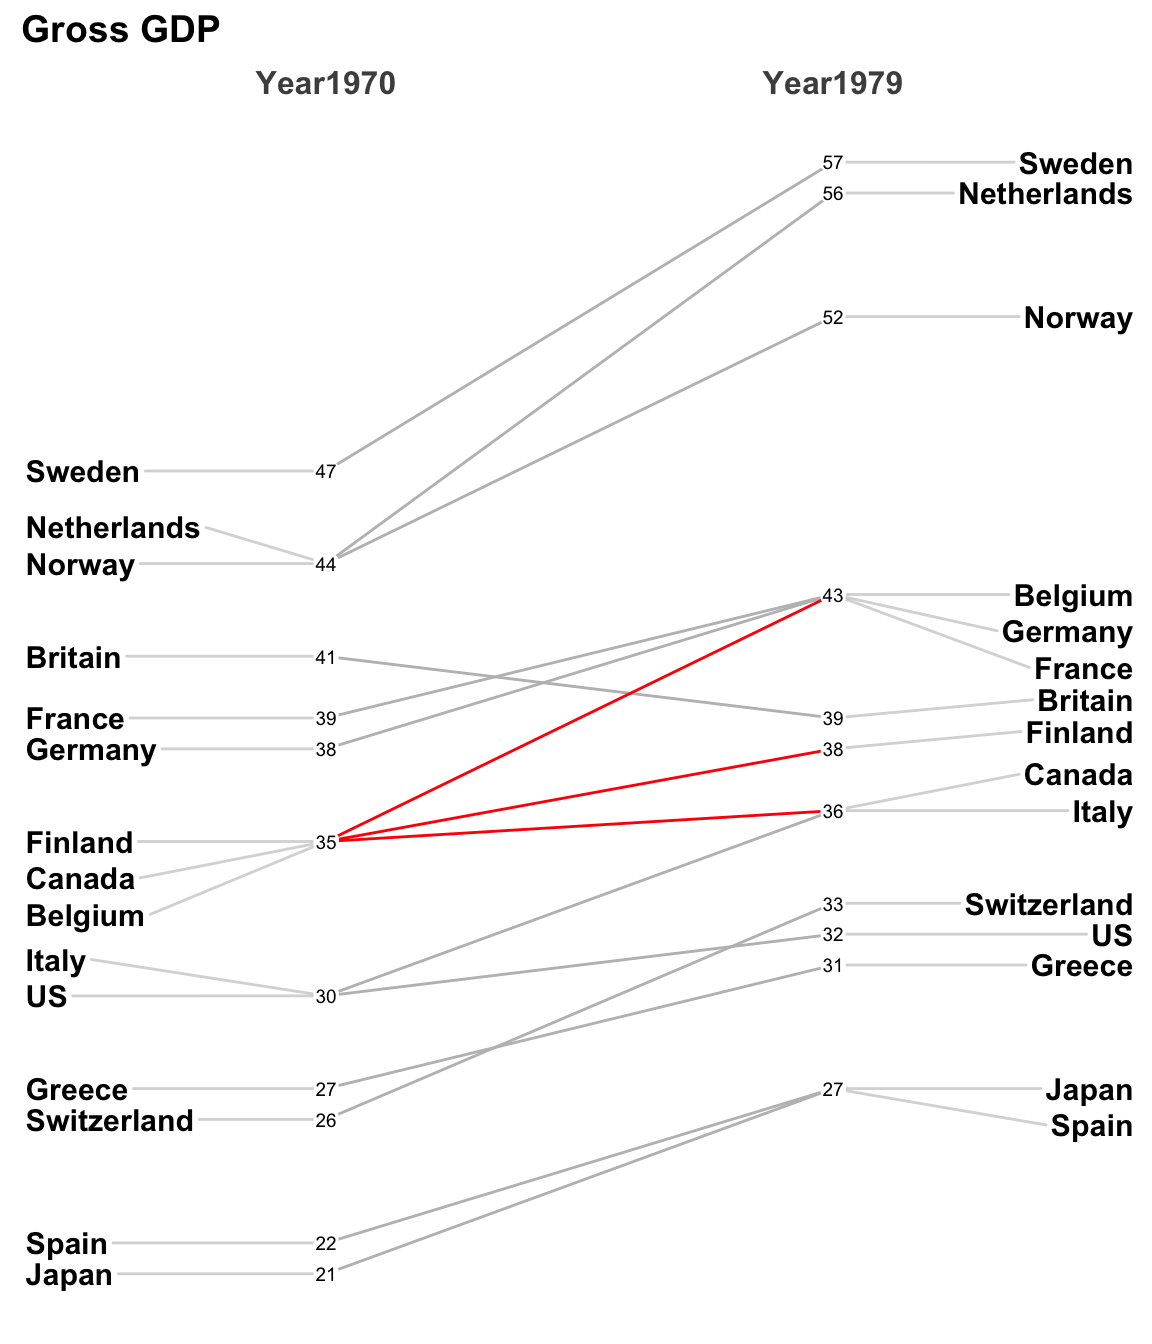 Gross GDP
Year1970 Year1979
57 Sweden
56 Netherlands
52 Norway
Sweden 47
Netherlands
Norway 44
43 Belgium
Germany
Britain 41
France
Britain
France 39 39
Finland
Germany 38 38
Canada
36 Italy
Finland 35
Canada
Belgium
33 Switzerland
32 US
Italy
31 Greece
US 30
Greece 27 27 Japan
Switzerland 26
Spain
Spain 22
Japan 21